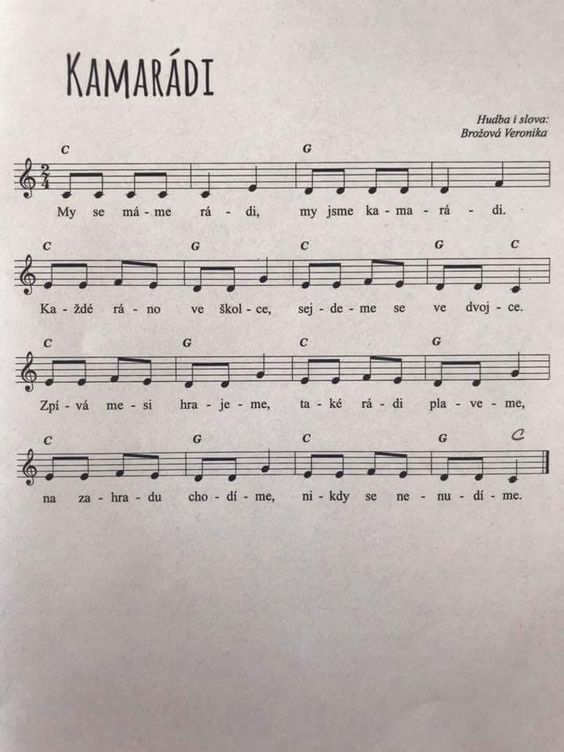 KAMARÁDI
Hudba i slova:
Brožová Veronika
C G
2/4
My se má - me rá - di, my jsme ka - ma - rá - di.
C G C G C
Ka - ždé rá - no ve škol - ce, sej - de - me se ve dvoj - ce.
C G C G
Zpí - vá me - si hra - je - me, ta - ké rá - di pla - ve - me,
C G C G C
na za - hra - du cho - dí - me, ni - kdy se ne - nu - dí - me.